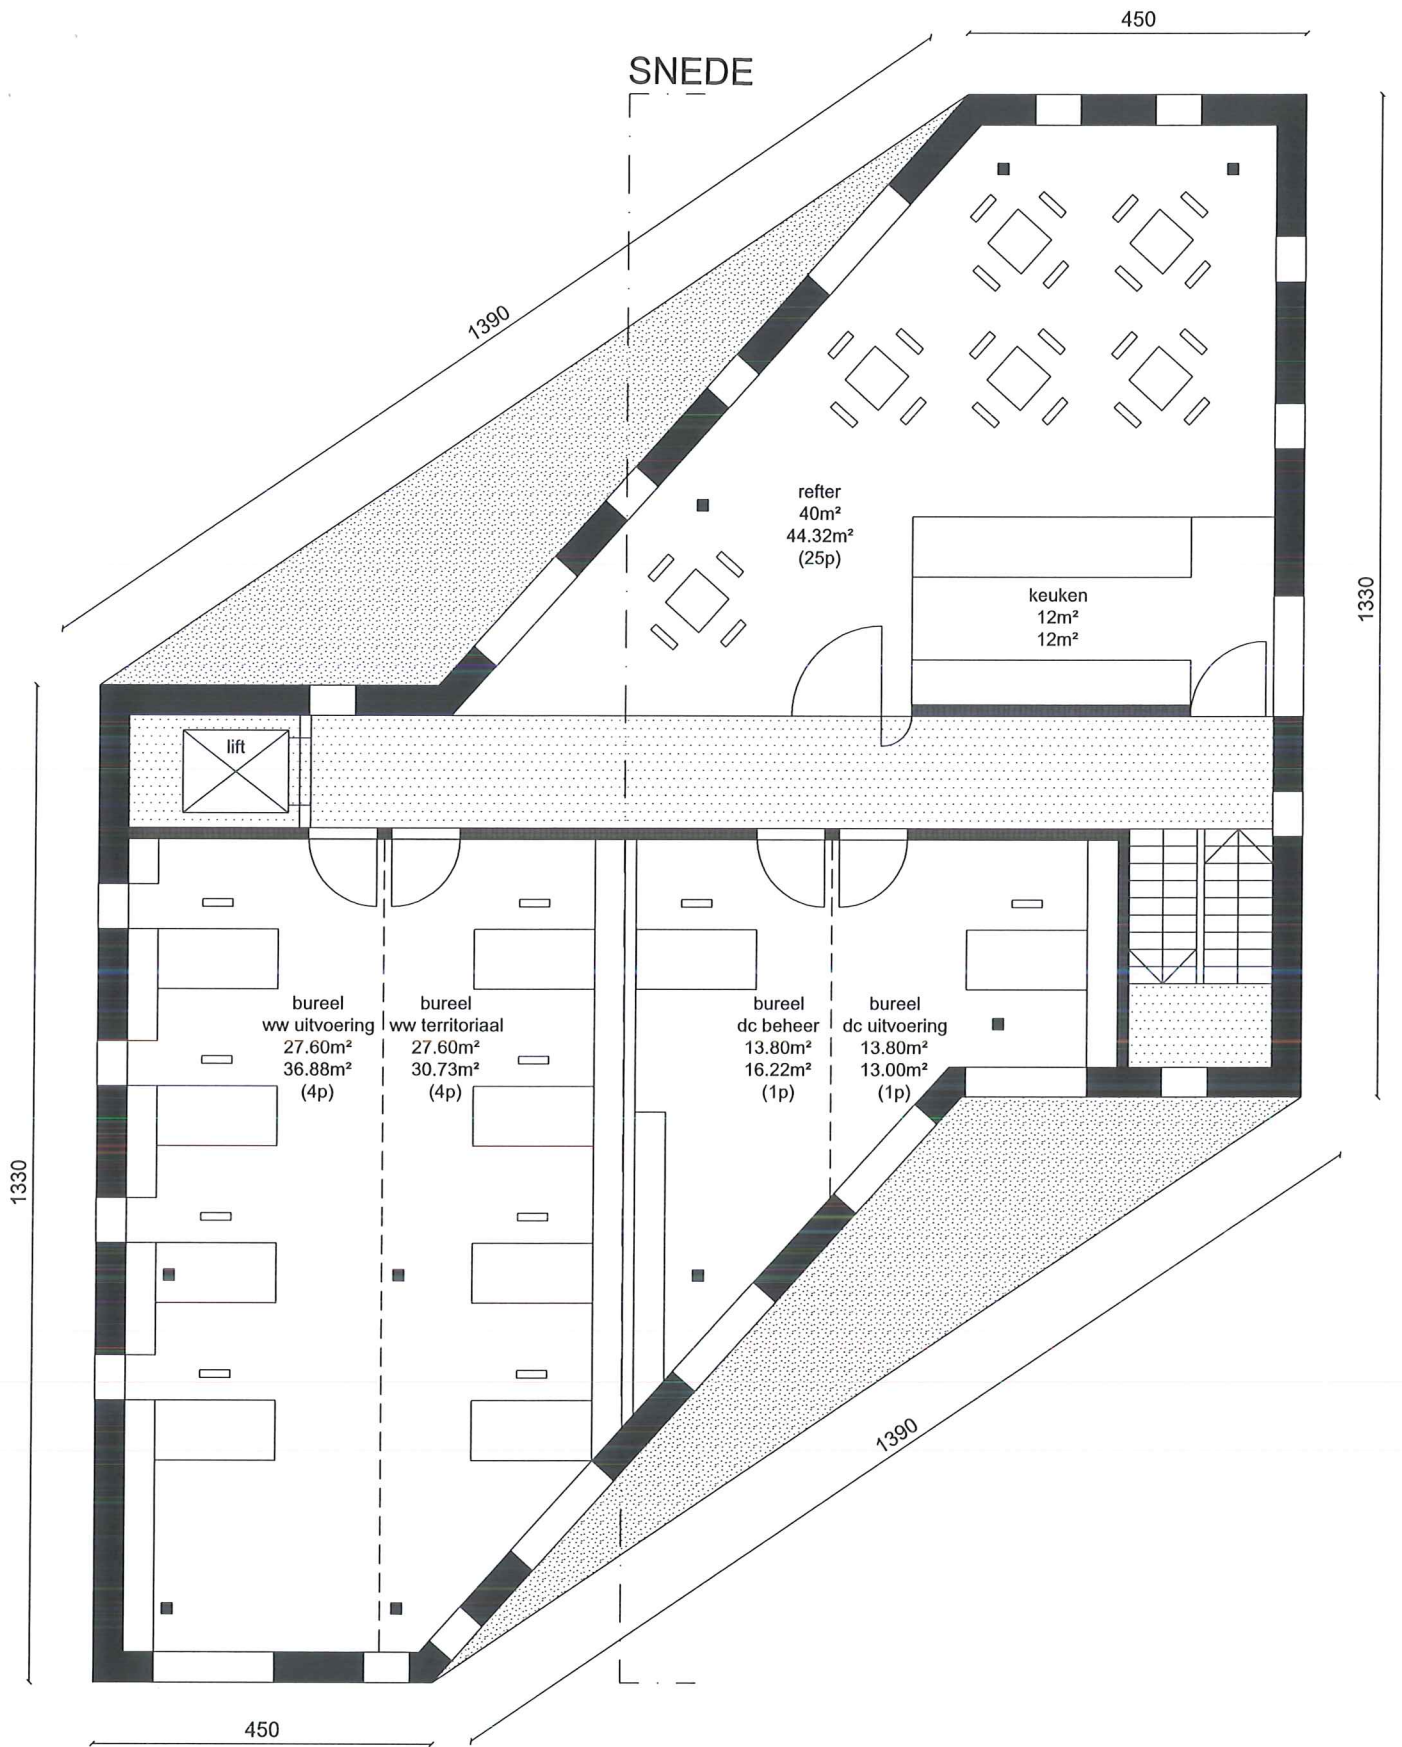 450
SNEDE
1390
refter
40m²
44.32m²
(25p)
keuken
12m²
12m²
1330
lift
bureel
ww uitvoering
27.60m²
36.88m²
(4p)
bureel
ww territoriaal
27.60m²
30.73m²
(4p)
bureel
dc beheer
13.80m²
16.22m²
(1p)
bureel
dc uitvoering
13.80m²
13.00m²
(1p)
1330
1390
450